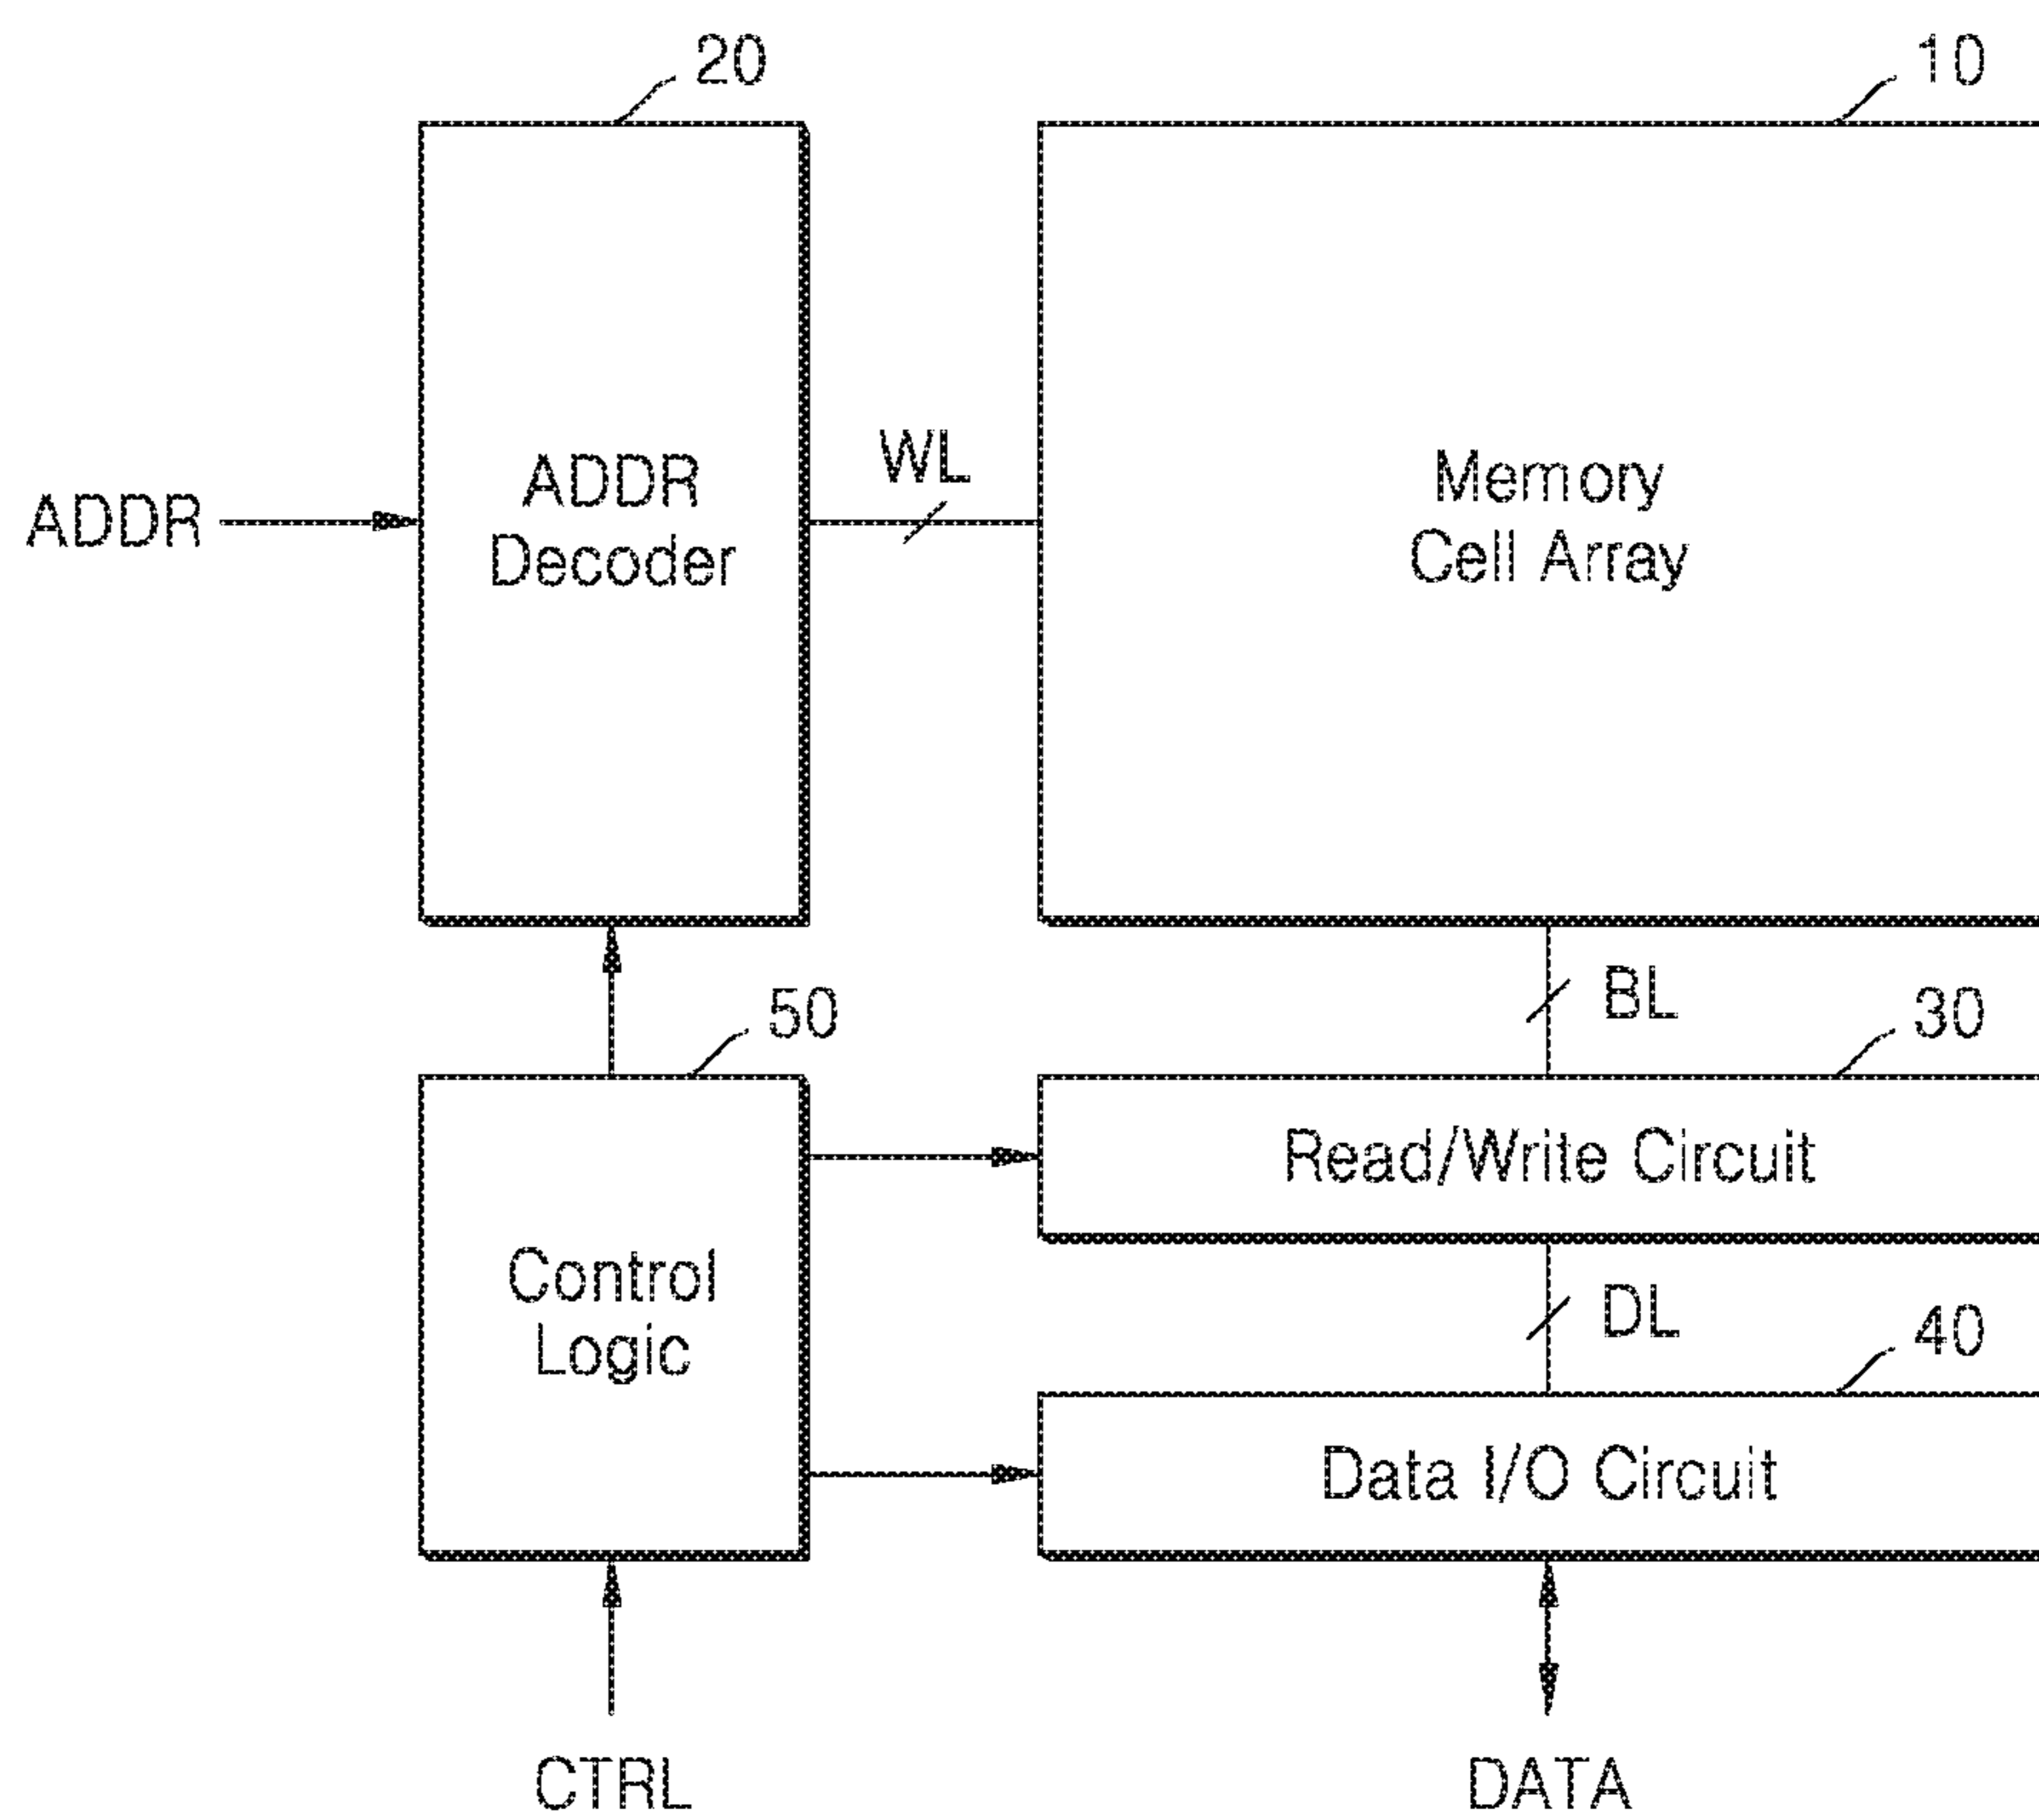 20
10
ADDR
ADDR
Decoder
WL
Memory
Cell Array
BL
50
30
Read/Write Circuit
Control
Logic
DL
40
Data I/O Circuit
CTRL
DATA